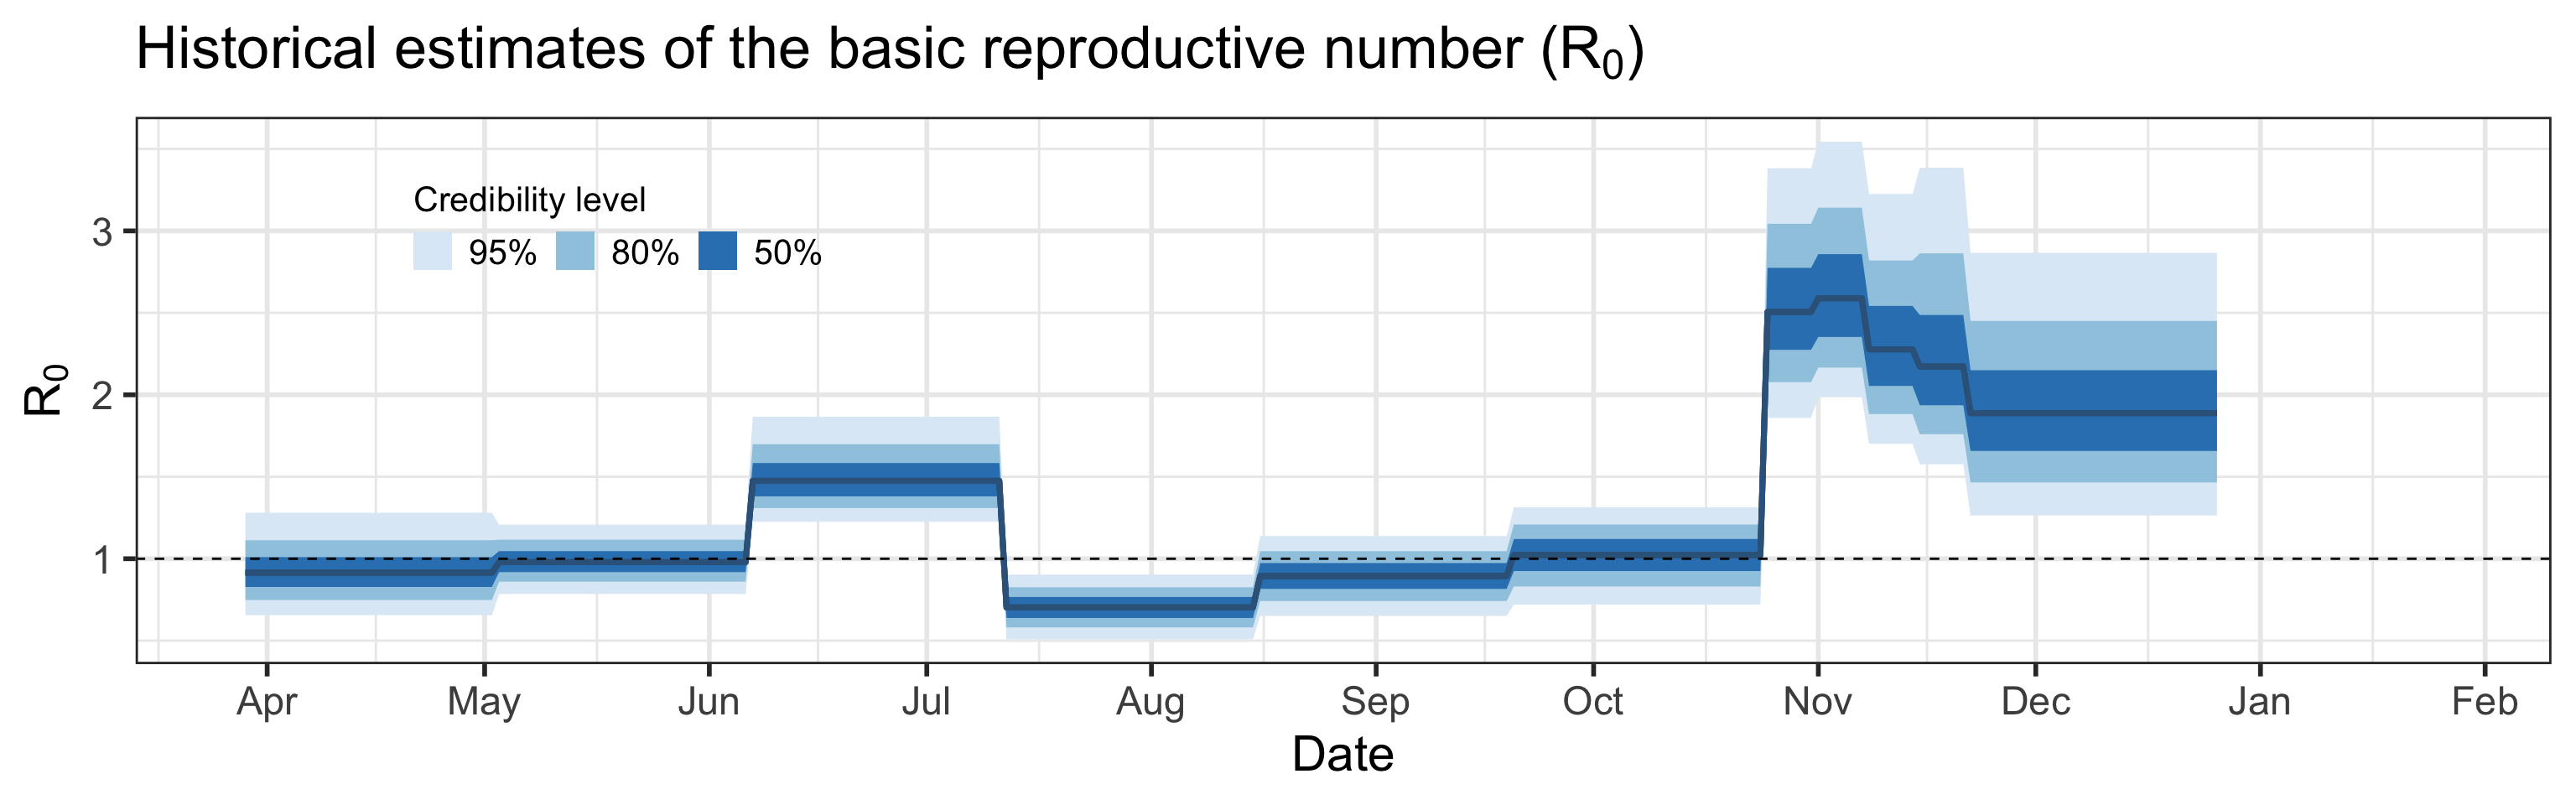 Historical estimates of the basic reproductive number (R₀)
Credibility level
95% 80% 50%
3
2
1
R₀
Apr May Jun Jul Aug Sep Oct Nov Dec Jan Feb
Date